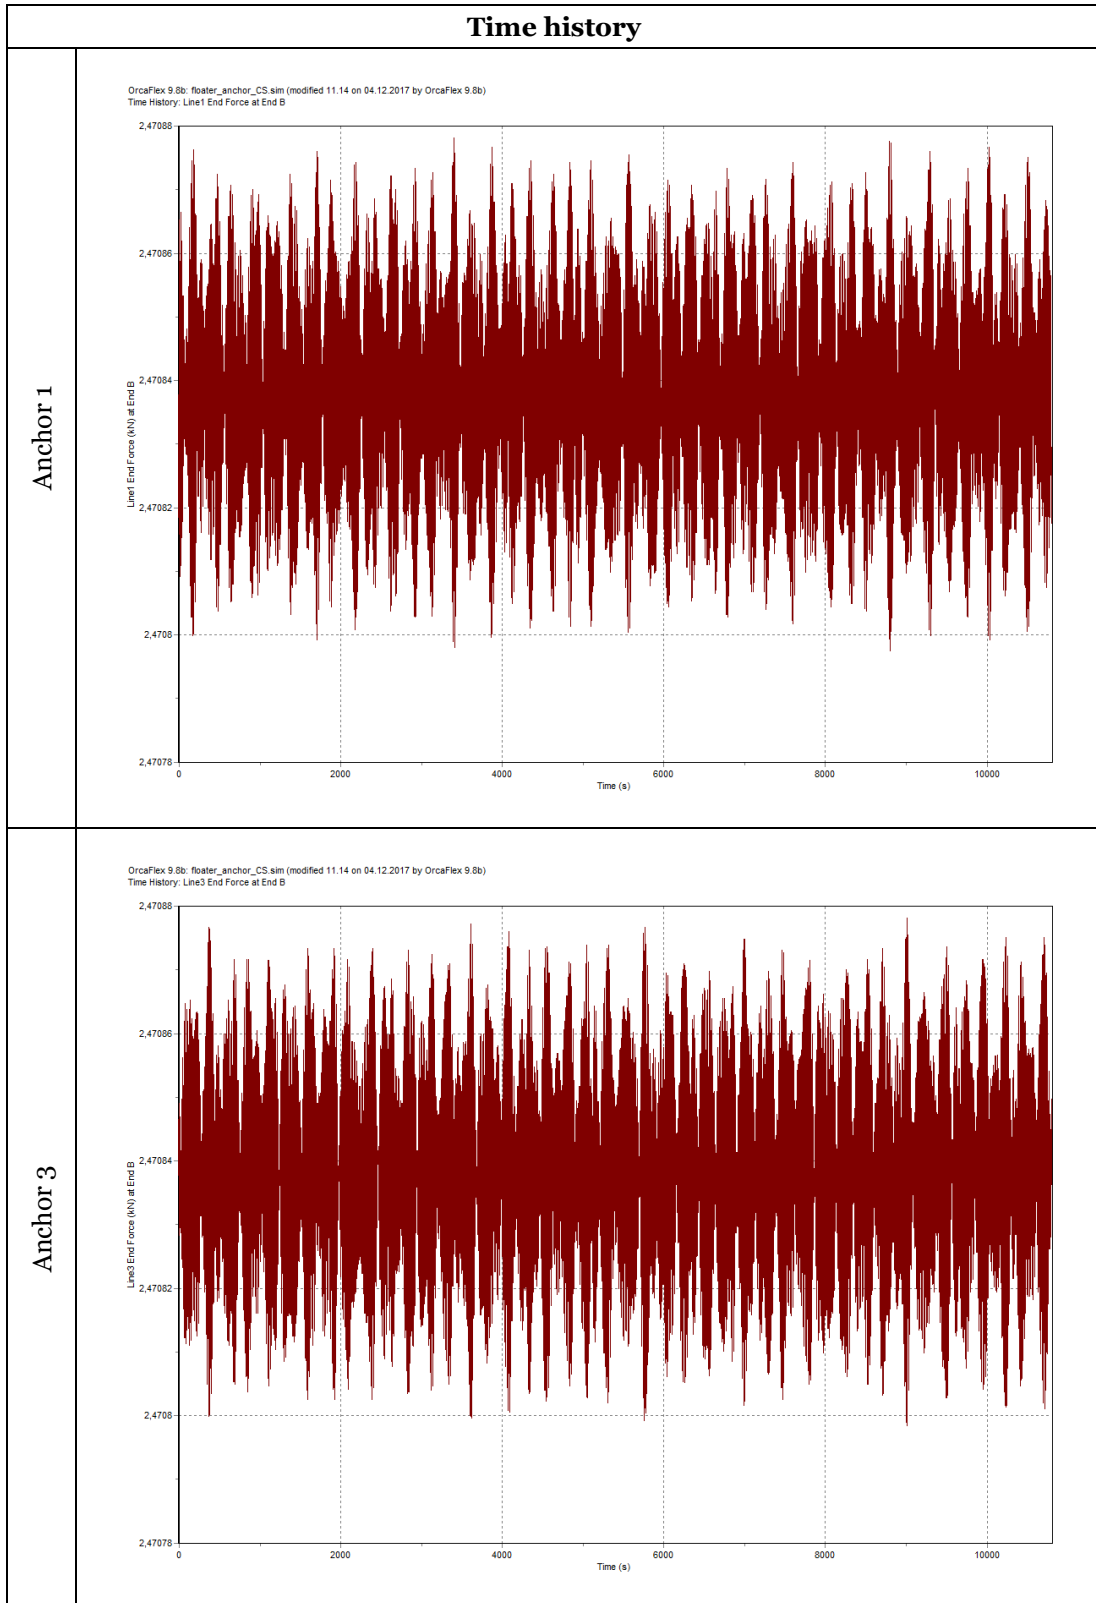 Time history
Anchor 1
OrcaFlex 9.8b: floater_anchor_CS.sim (modified 11.14 on 04.12.2017 by OrcaFlex 9.8b)
Time History: Line1 End Force at End B
2,47088
2,47086
2,47084
2,47082
2,4708
2,47078
Line1 End Force (kN) at End B
0 2000 4000 6000 8000 10000
Time (s)
Anchor 3
OrcaFlex 9.8b: floater_anchor_CS.sim (modified 11.14 on 04.12.2017 by OrcaFlex 9.8b)
Time History: Line3 End Force at End B
2,47088
2,47086
2,47084
2,47082
2,4708
2,47078
Line3 End Force (kN) at End B
0 2000 4000 6000 8000 10000
Time (s)